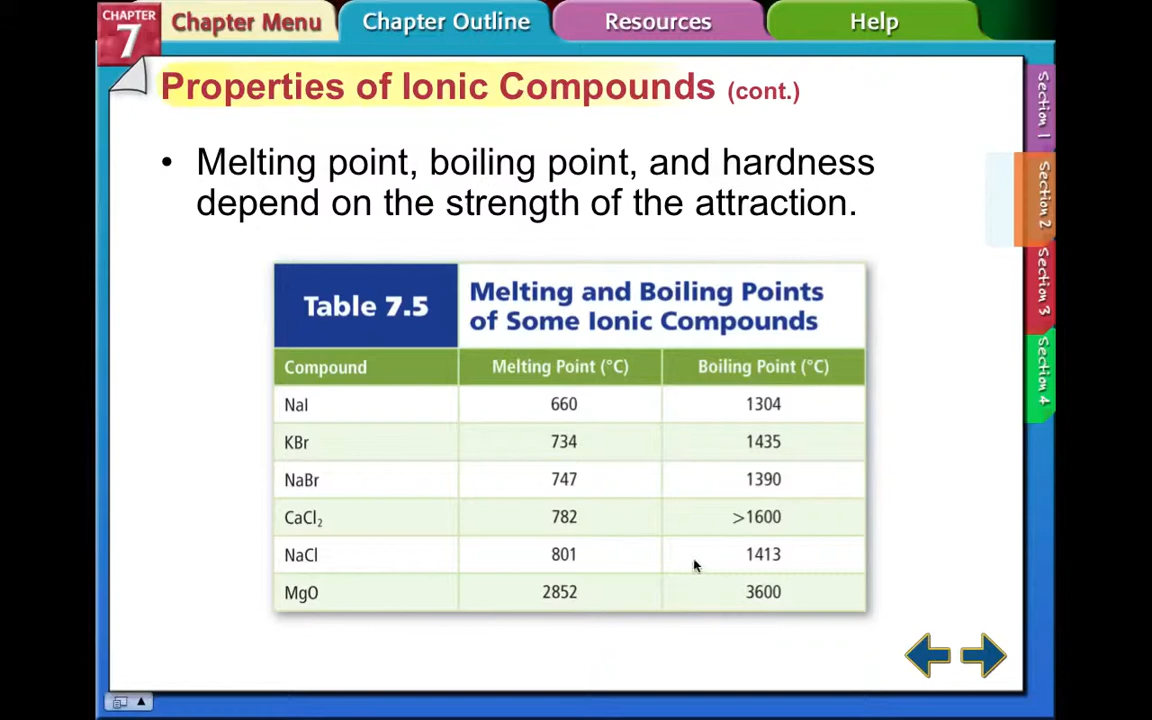 CHAPTER
7
Chapter Menu
Chapter Outline
Resources
Help
Properties of Ionic Compounds (cont.)
• Melting point, boiling point, and hardness
depend on the strength of the attraction.
Table 7.5
Melting and Boiling Points
of Some Ionic Compounds
Compound Melting Point (°C) Boiling Point (°C)
NaI 660 1304
KBr 734 1435
NaBr 747 1390
CaCl₂ 782 >1600
NaCl 801 1413
MgO 2852 3600
Section 1
Section 2
Section 3
Section 4